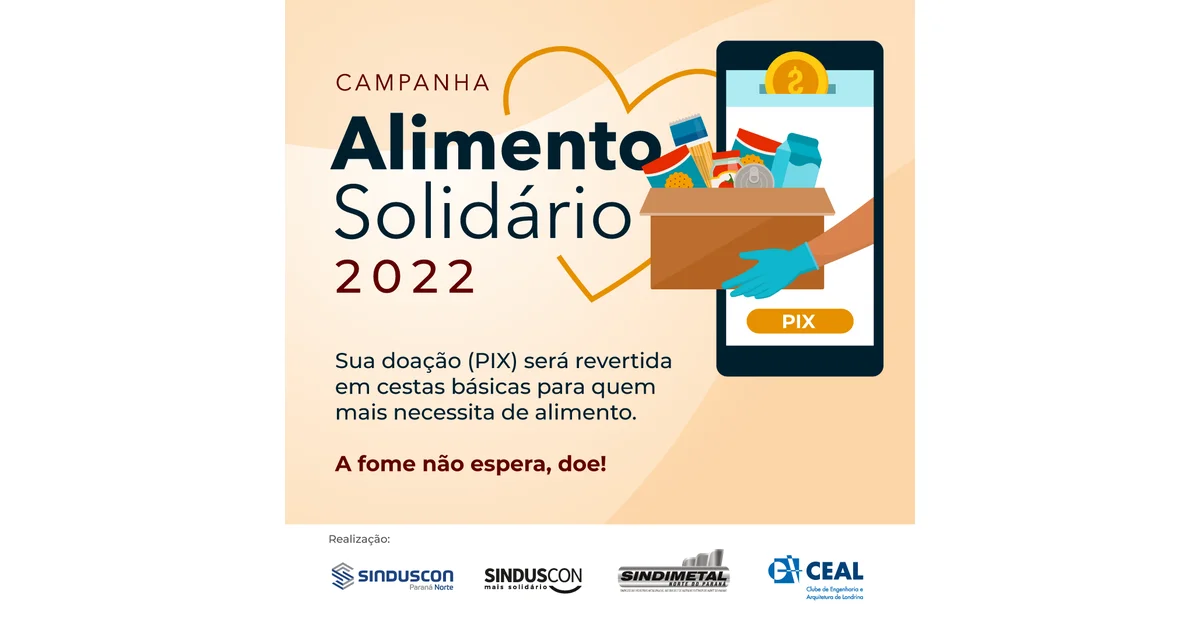 CAMPANHA
Alimento
Solidário
2022
PIX
Sua doação (PIX) será revertida
em cestas básicas para quem
mais necessita de alimento.
A fome não espera, doe!
Realização:
SINDUSCON
Paraná Norte
SINDUSCON
mais solidário
SINDIMETAL
NORTE DO PARANÁ
CEAL
Clube de Engenharia e
Arquitetura de Londrina